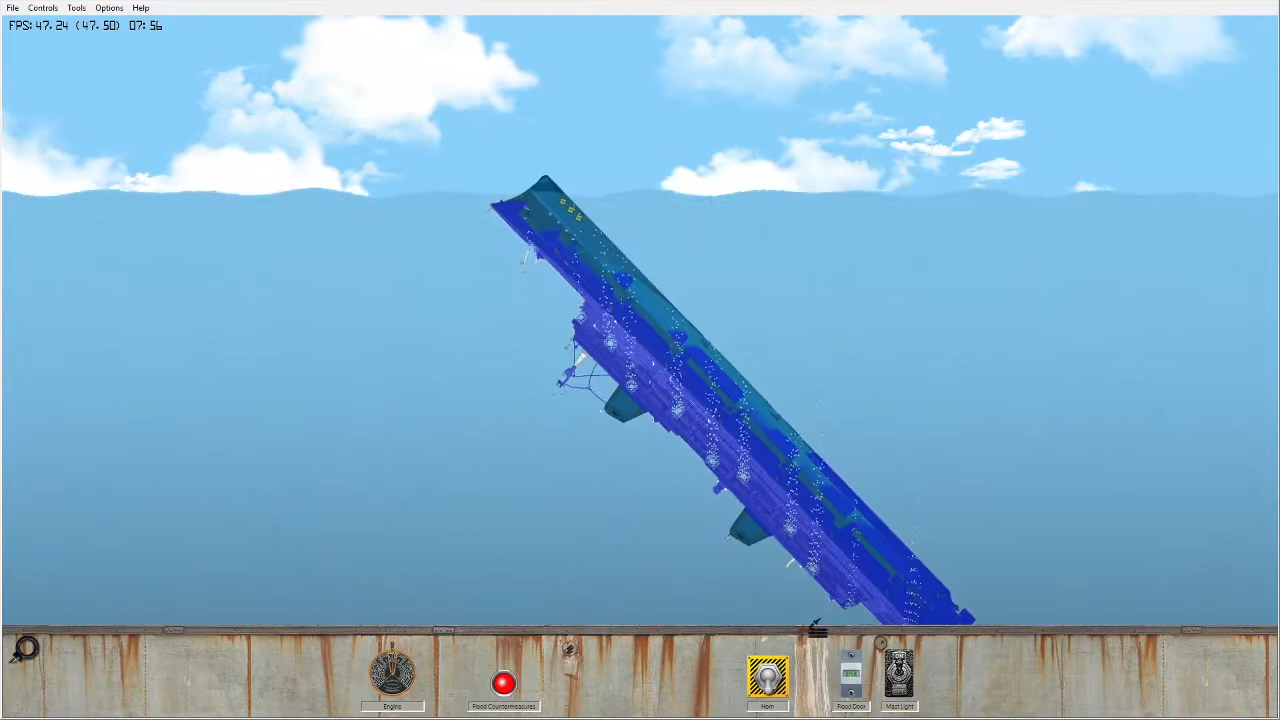 File Controls Tools Options Help
FPS:47.24 (47.50) 07:56
Engine
Flood Countermeasures
Horn
Flood Door
Mast Light
ON